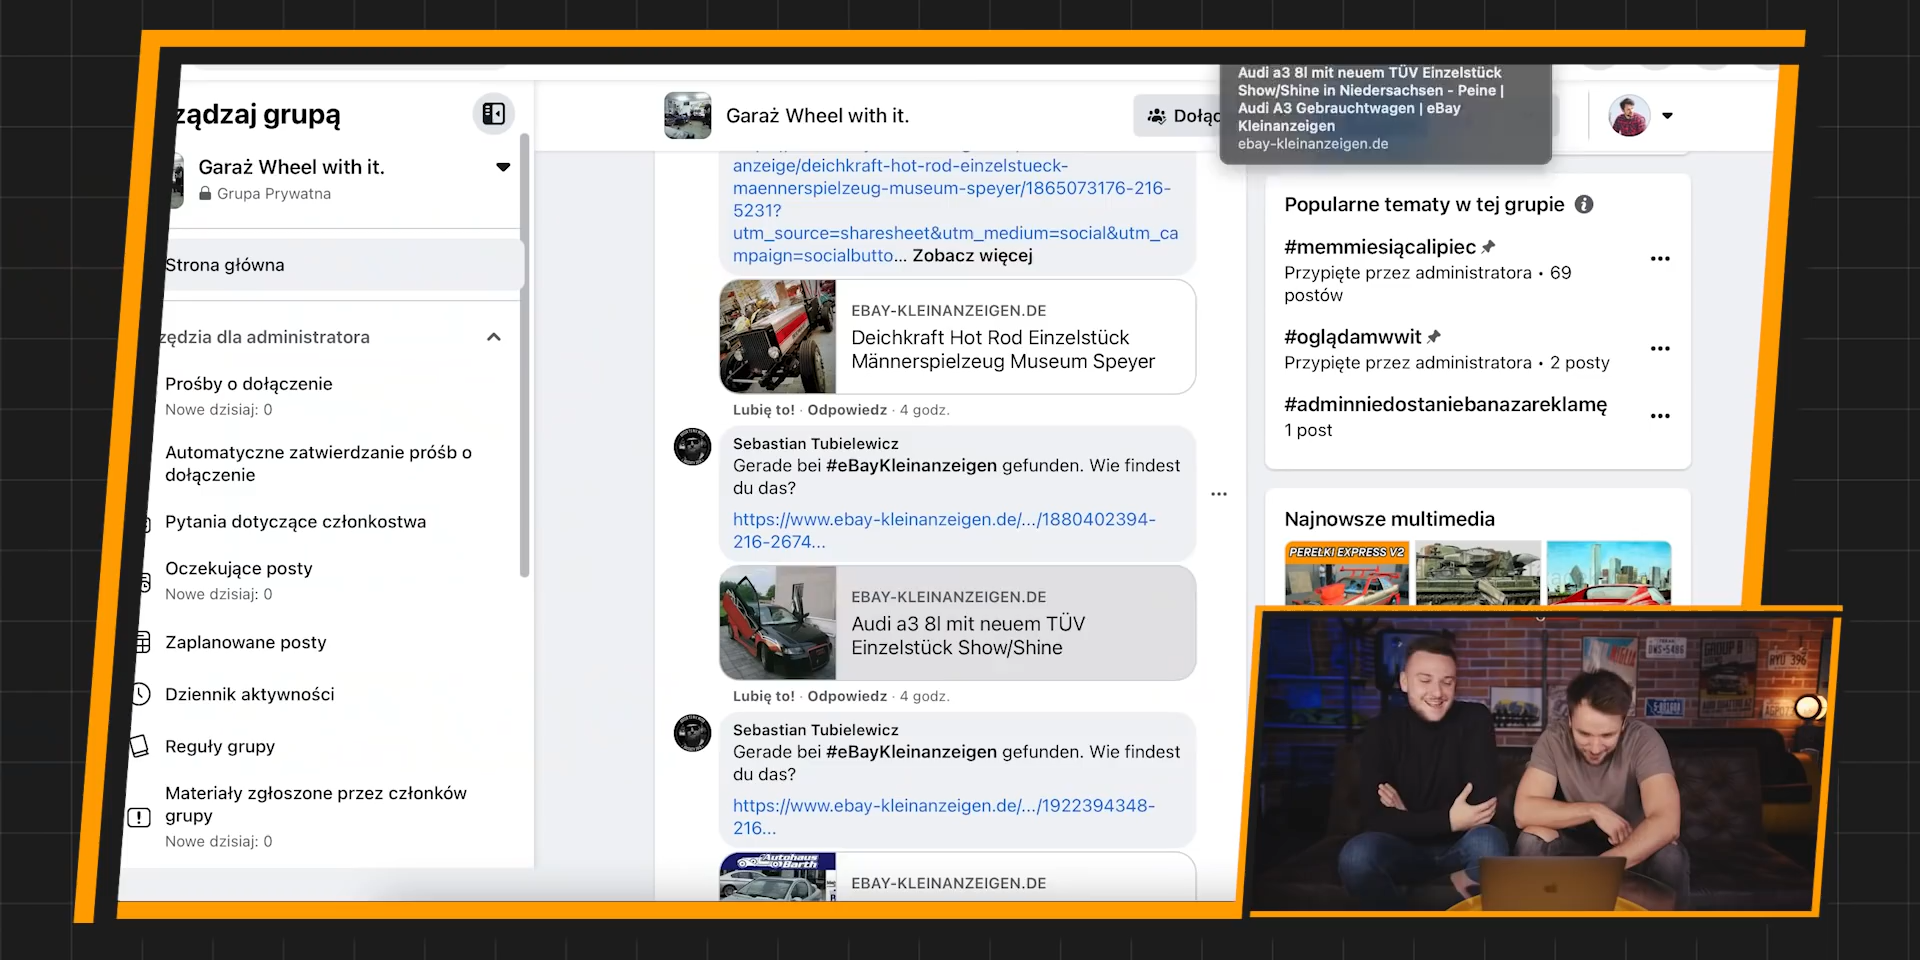 ządzaj grupą
Garaż Wheel with it.
Grupa Prywatna
Strona główna
zędzia dla administratora
Prośby o dołączenie
Nowe dzisiaj: 0
Automatyczne zatwierdzanie próśb o
dołączenie
Pytania dotyczące członkostwa
Oczekujące posty
Nowe dzisiaj: 0
Zaplanowane posty
Dziennik aktywności
Reguły grupy
Materiały zgłoszone przez członków
grupy
Nowe dzisiaj: 0
Garaż Wheel with it.
Dołąc
Audi a3 8l mit neuem TÜV Einzelstück
Show/Shine in Niedersachsen - Peine |
Audi A3 Gebrauchtwagen | eBay
Kleinanzeigen
ebay-kleinanzeigen.de
anzeige/deichkraft-hot-rod-einzelstueck-
maennerspielzeug-museum-speyer/1865073176-216-
5231?
utm_source=sharesheet&utm_medium=social&utm_ca
mpaign=socialbutto... Zobacz więcej
EBAY-KLEINANZEIGEN.DE
Deichkraft Hot Rod Einzelstück
Männerspielzeug Museum Speyer
Lubię to! · Odpowiedz · 4 godz.
Sebastian Tubielewicz
Gerade bei #eBayKleinanzeigen gefunden. Wie findest
du das?
https://www.ebay-kleinanzeigen.de/.../1880402394-
216-2674...
EBAY-KLEINANZEIGEN.DE
Audi a3 8l mit neuem TÜV
Einzelstück Show/Shine
Lubię to! · Odpowiedz · 4 godz.
Sebastian Tubielewicz
Gerade bei #eBayKleinanzeigen gefunden. Wie findest
du das?
https://www.ebay-kleinanzeigen.de/.../1922394348-
216...
Autohaus
Barth
EBAY-KLEINANZEIGEN.DE
Popularne tematy w tej grupie
#memmiesiącalipiec
Przypięte przez administratora • 69
postów
#oglądamwwit
Przypięte przez administratora • 2 posty
#adminniedostaniebanazareklamę
1 post
Najnowsze multimedia
PEREŁKI EXPRESS V2
GROUP B